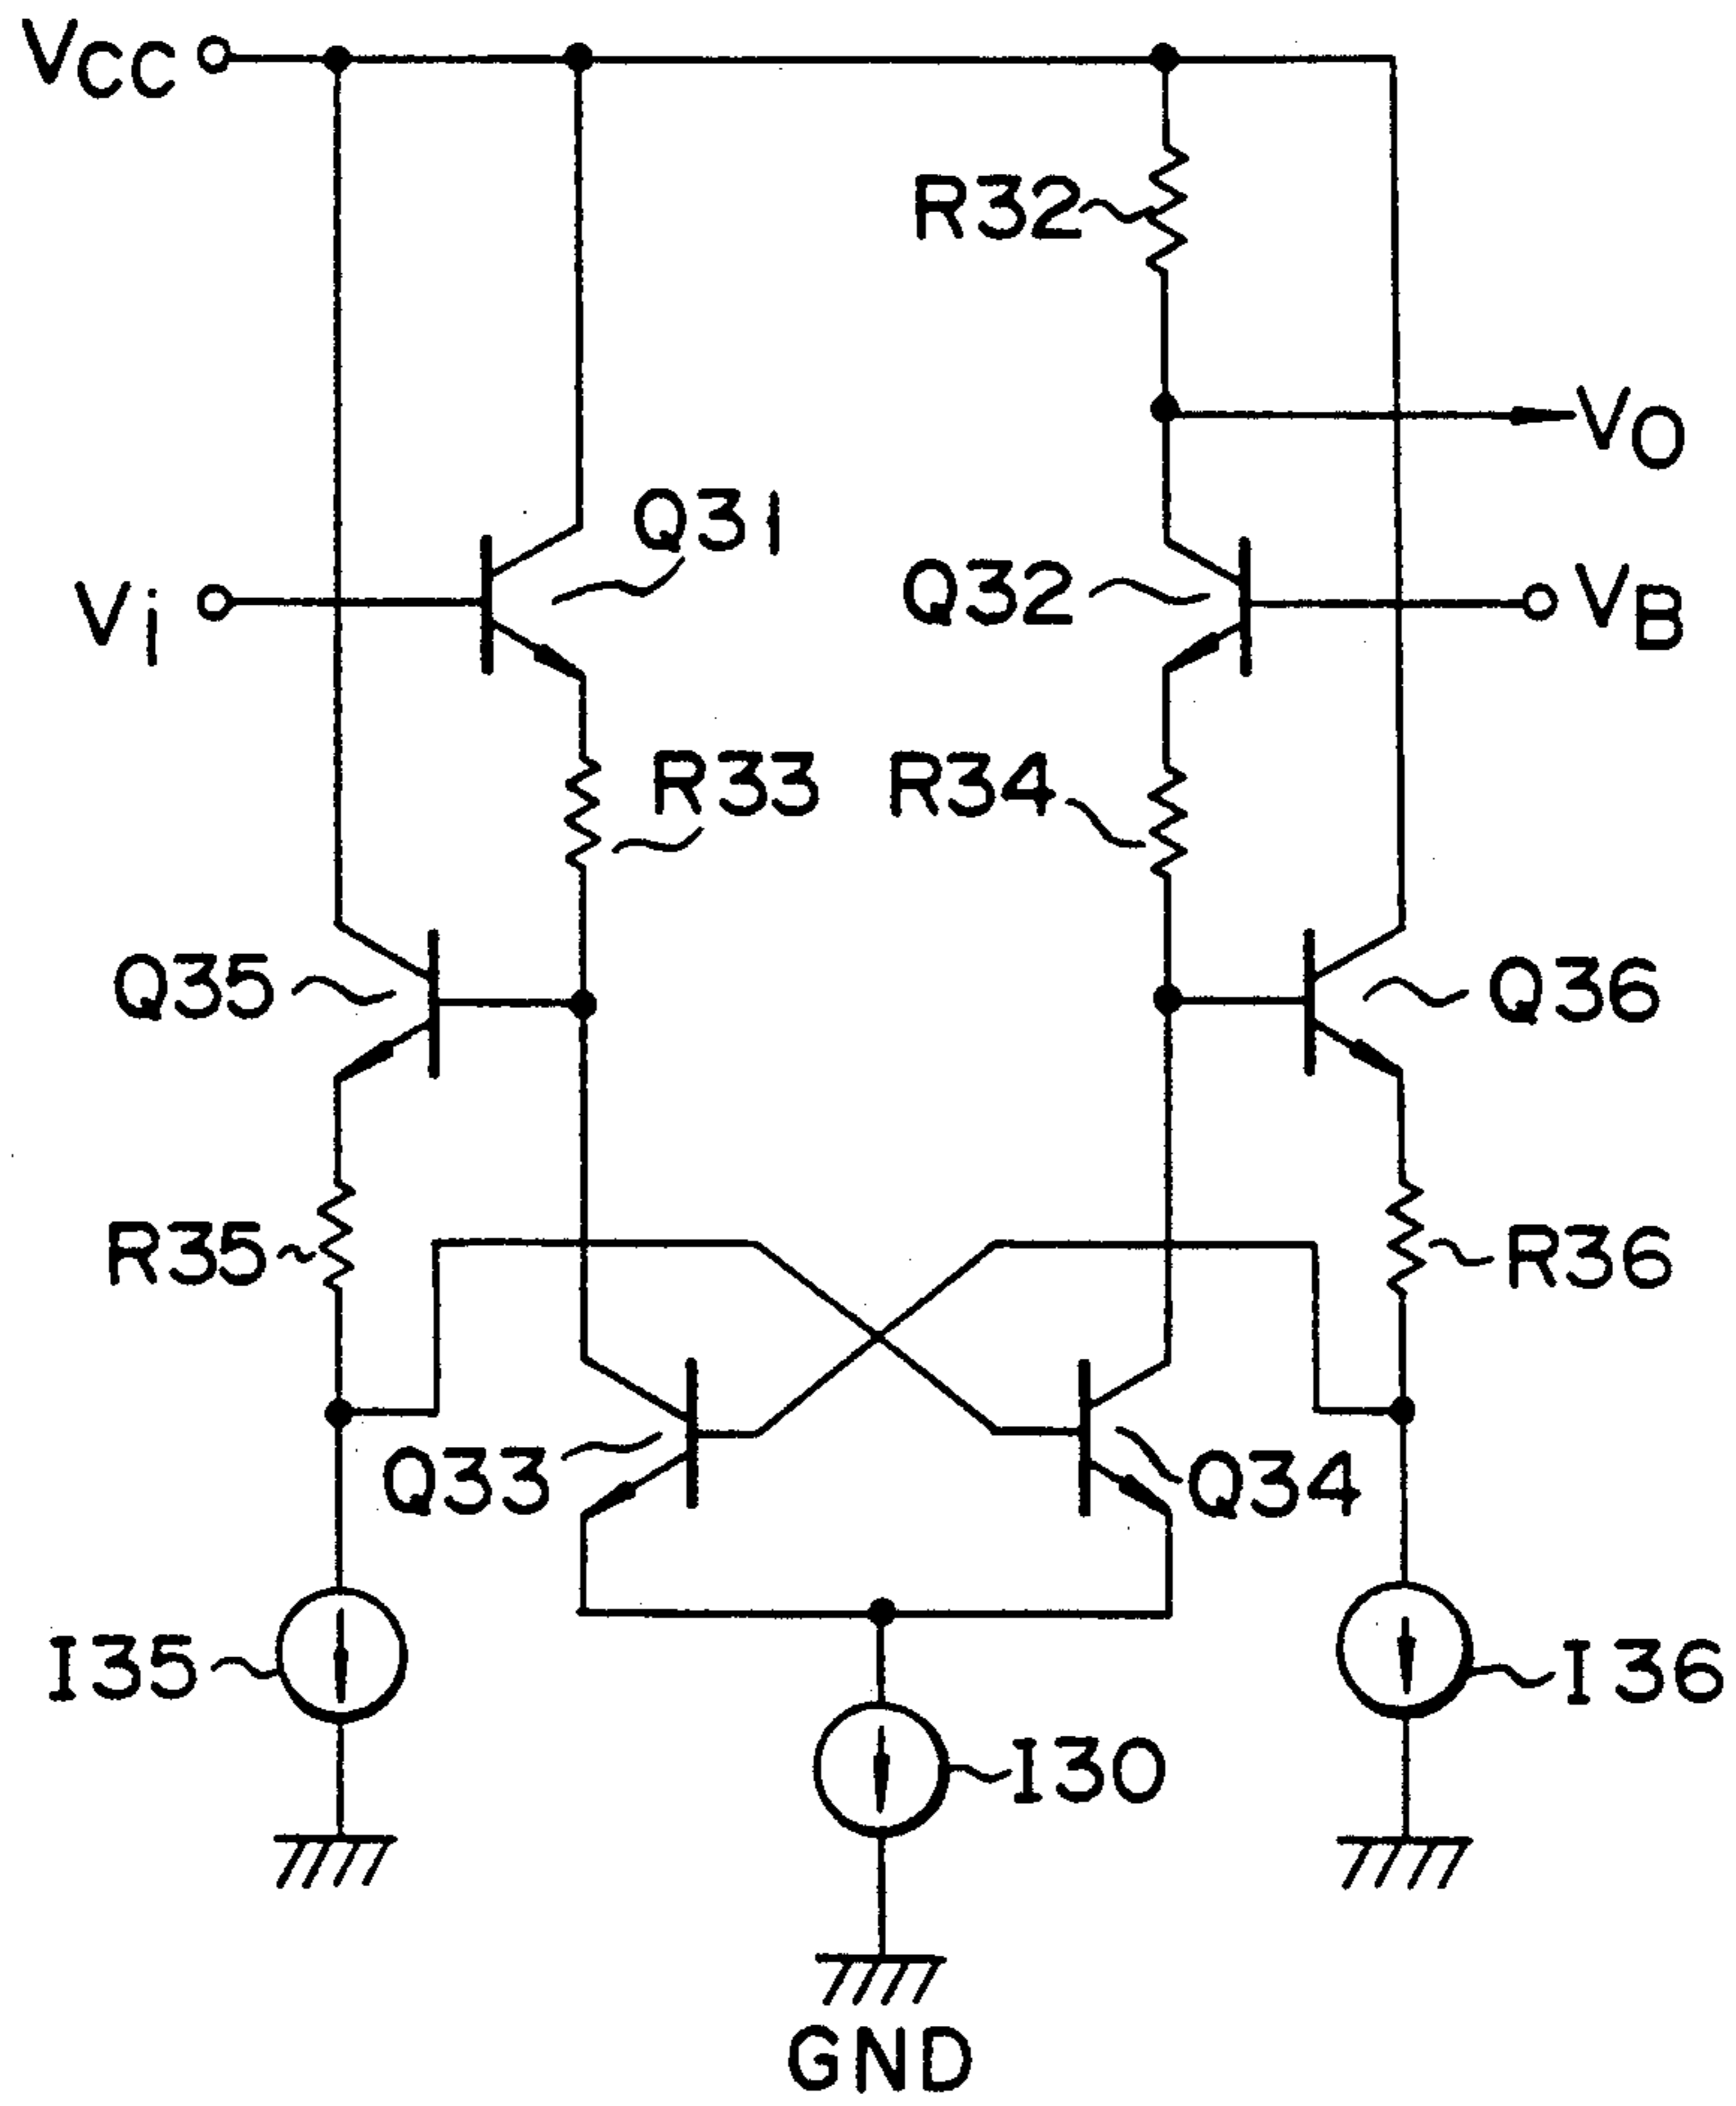 VCC
R32
VO
Q31
Q32
Vi
VB
R33
R34
Q35
Q36
R35
R36
Q33
Q34
I35
I36
I30
GND